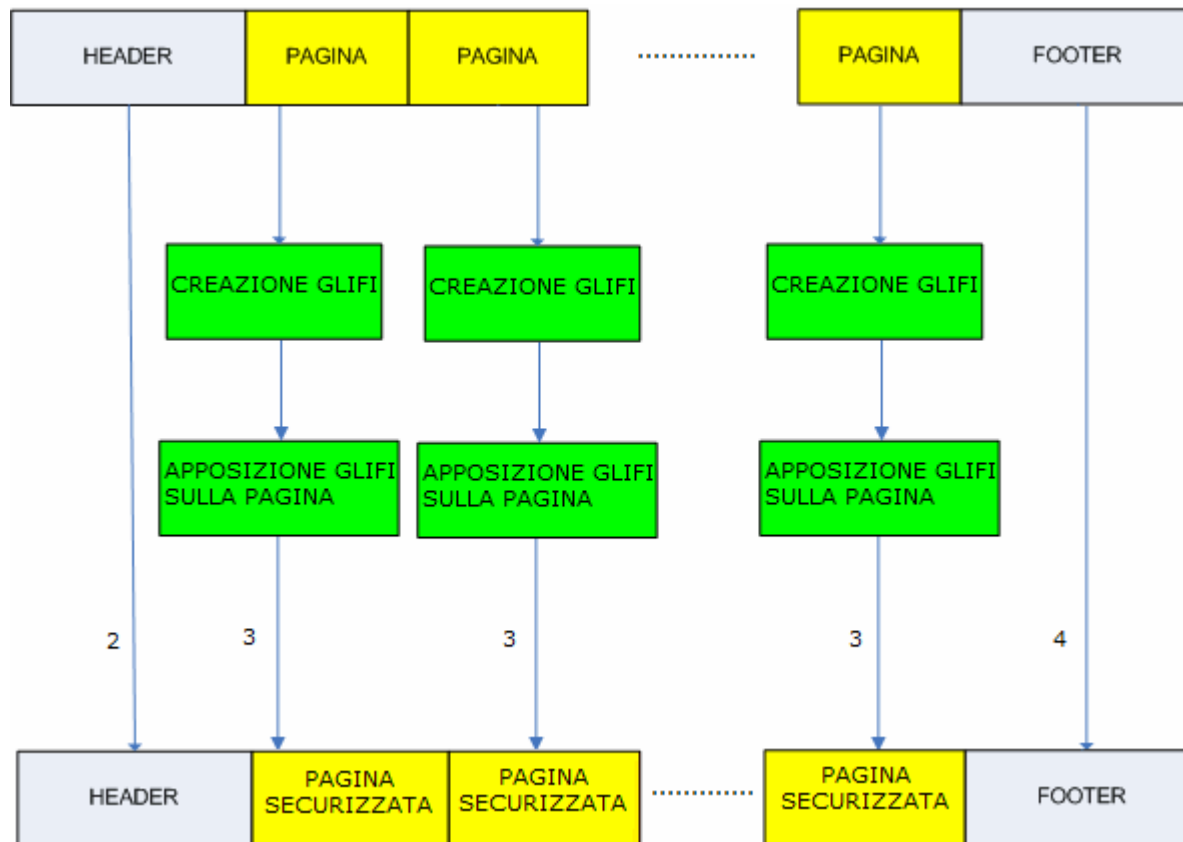 HEADER
PAGINA
PAGINA
PAGINA
FOOTER
CREAZIONE GLIFI
CREAZIONE GLIFI
CREAZIONE GLIFI
APPOSIZIONE GLIFI
SULLA PAGINA
APPOSIZIONE GLIFI
SULLA PAGINA
APPOSIZIONE GLIFI
SULLA PAGINA
2
3
3
3
4
HEADER
PAGINA
SECURIZZATA
PAGINA
SECURIZZATA
PAGINA
SECURIZZATA
FOOTER